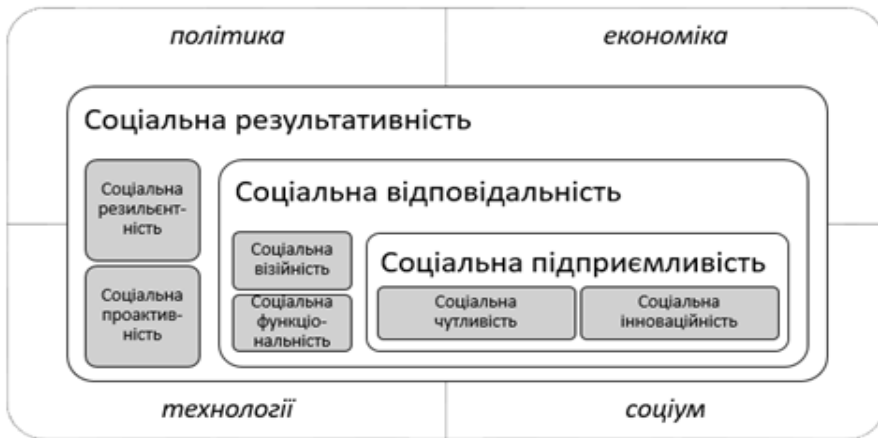 політика
економіка
Соціальна результативність
Соціальна
резильєнт-
ність
Соціальна
проактив-
ність
Соціальна відповідальність
Соціальна
візійність
Соціальна
функціо-
нальність
Соціальна підприємливість
Соціальна
чутливість
Соціальна
інноваційність
технології
соціум